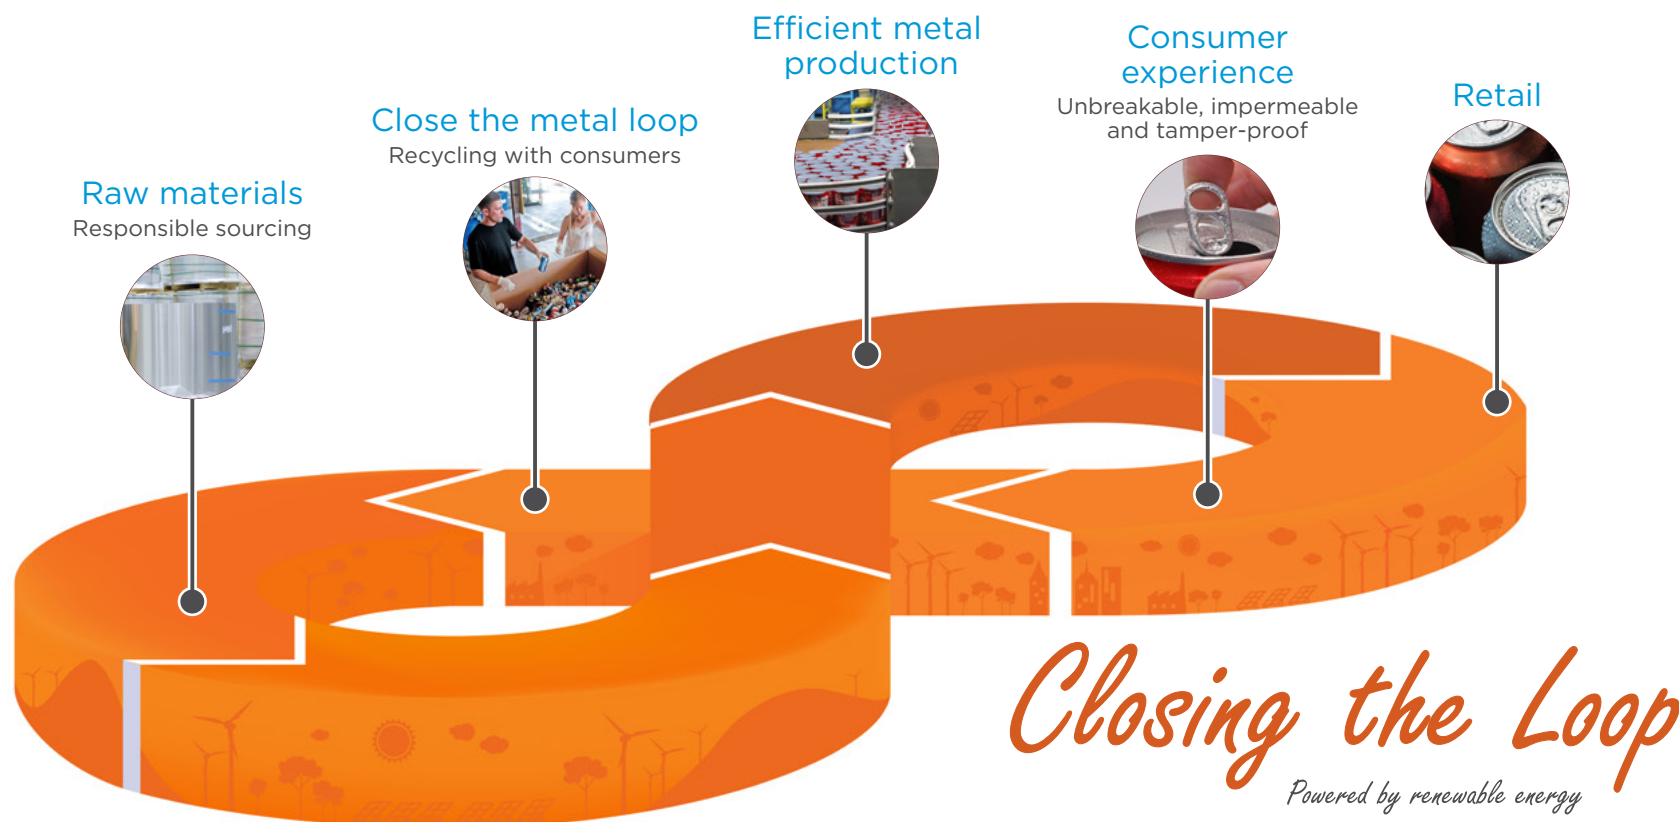 Raw materials
Responsible sourcing
Close the metal loop
Recycling with consumers
Efficient metal
production
Consumer
experience
Unbreakable, impermeable
and tamper-proof
Retail
Closing the Loop
Powered by renewable energy